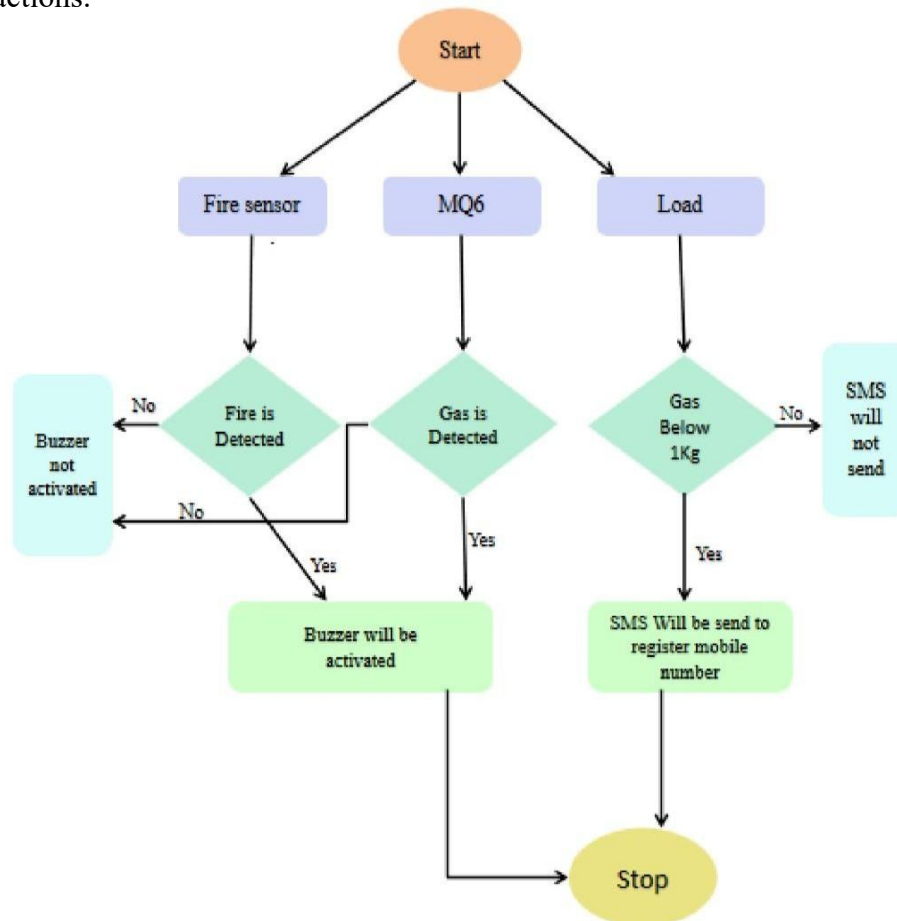 actions.
Start
Fire sensor
MQ6
Load
Fire is
Detected
Gas is
Detected
Gas
Below
1Kg
No
Buzzer
not
activated
No
No
SMS
will
not
send
Yes
Yes
Yes
Buzzer will be
activated
SMS Will be send to
register mobile
number
Stop